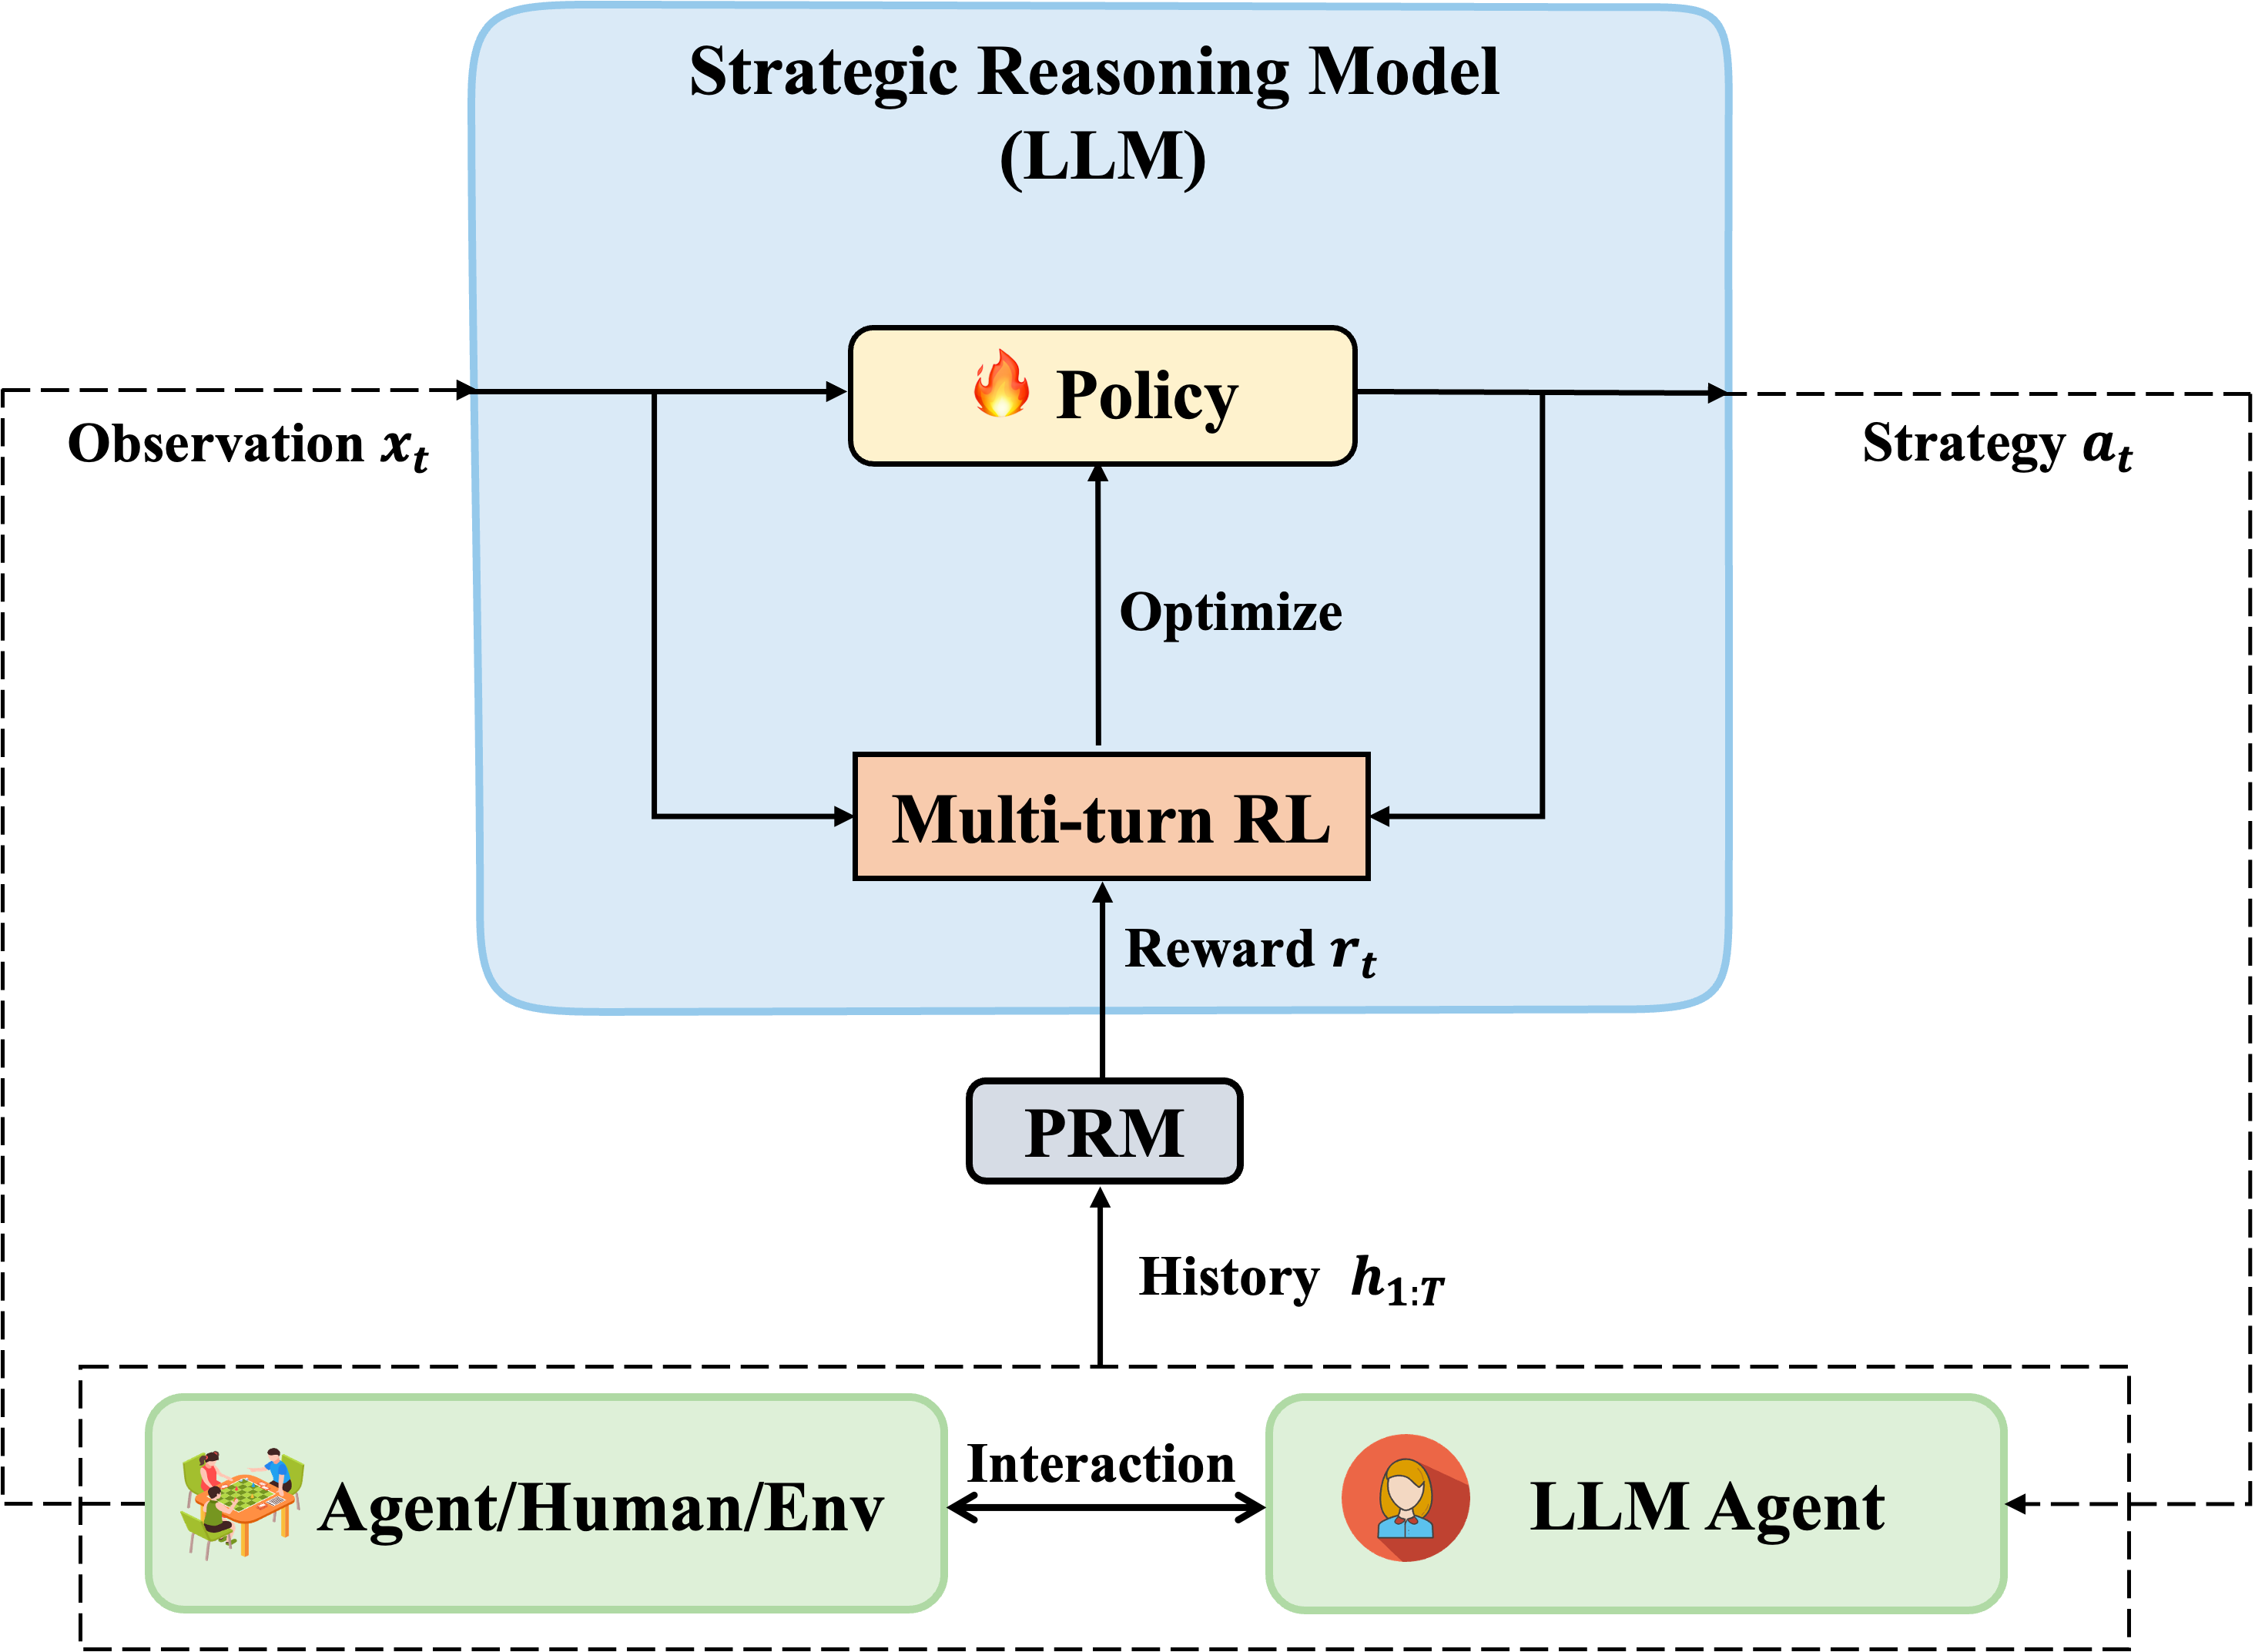 Strategic Reasoning Model
(LLM)
Policy
Observation x_t
Strategy a_t
Optimize
Multi-turn RL
Reward r_t
PRM
History h_{1:T}
Interaction
Agent/Human/Env
LLM Agent